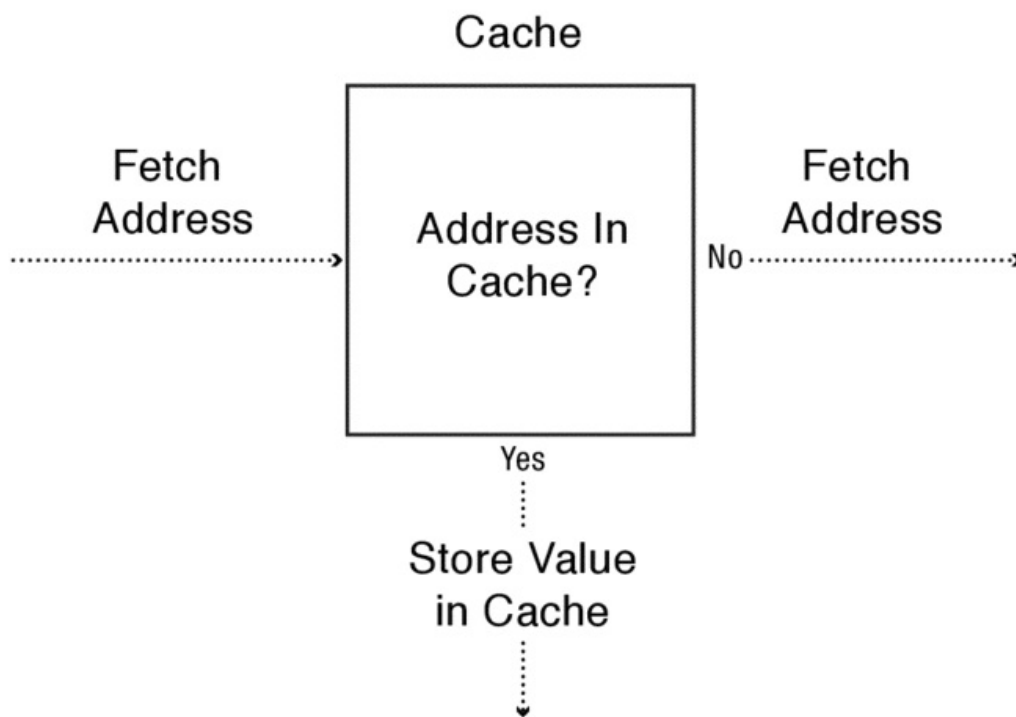 Cache
Fetch
Address
Address In
Cache?
No
Fetch
Address
Yes
Store Value
in Cache